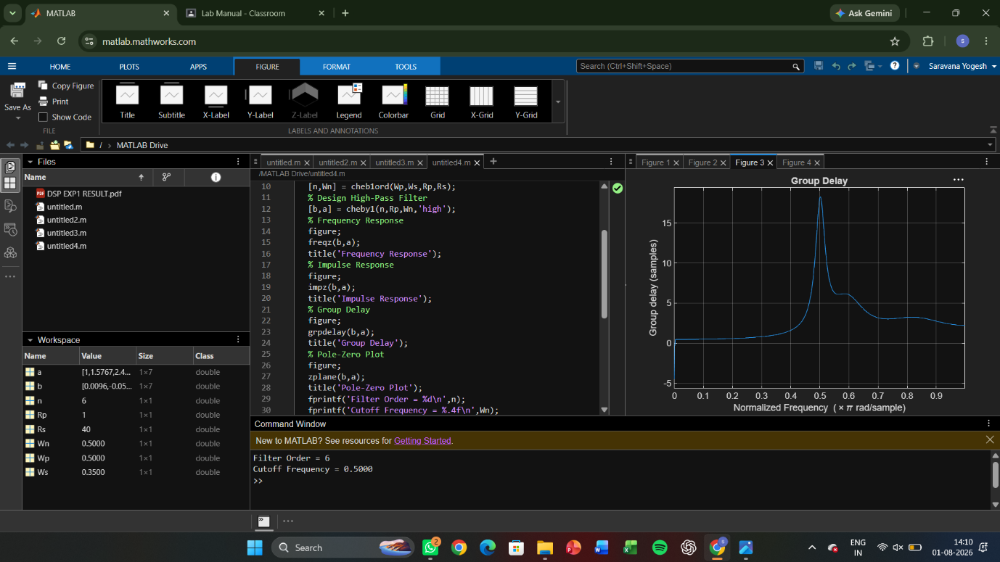 MATLAB
Lab Manual - Classroom
Ask Gemini
matlab.mathworks.com
S
HOME PLOTS APPS FIGURE FORMAT TOOLS
Search (Ctrl+Shift+Space)
Saravana Yogesh
Save As
Copy Figure
Print
Show Code
FILE
Title Subtitle X-Label Y-Label Z-Label Legend Colorbar Grid X-Grid Y-Grid
LABELS AND ANNOTATIONS
/ › MATLAB Drive
Files
Name
DSP EXP1 RESULT.pdf
untitled.m
untitled2.m
untitled3.m
untitled4.m
Workspace
Name Value Size Class
a [1,1.5767,2.4... 1×7 double
b [0.0096,-0.05... 1×7 double
n 6 1×1 double
Rp 1 1×1 double
Rs 40 1×1 double
Wn 0.5000 1×1 double
Wp 0.5000 1×1 double
Ws 0.3500 1×1 double
untitled.m untitled2.m untitled3.m untitled4.m
/MATLAB Drive/untitled4.m
10 [n,Wn] = cheb1ord(Wp,Ws,Rp,Rs);
11 % Design High-Pass Filter
12 [b,a] = cheby1(n,Rp,Wn,'high');
13 % Frequency Response
14 figure;
15 freqz(b,a);
16 title('Frequency Response');
17 % Impulse Response
18 figure;
19 impz(b,a);
20 title('Impulse Response');
21 % Group Delay
22 figure;
23 grpdelay(b,a);
24 title('Group Delay');
25 % Pole-Zero Plot
26 figure;
27 zplane(b,a);
28 title('Pole-Zero Plot');
29 fprintf('Filter Order = %d\n',n);
30 fprintf('Cutoff Frequency = %.4f\n',Wn);
Figure 1 Figure 2 Figure 3 Figure 4
Group Delay
Group delay (samples)
15
10
5
0
-5
0 0.1 0.2 0.3 0.4 0.5 0.6 0.7 0.8 0.9
Normalized Frequency (×π rad/sample)
Command Window
New to MATLAB? See resources for Getting Started.
Filter Order = 6
Cutoff Frequency = 0.5000
>>
Search
2
ENG
IN
14:10
01-08-2026